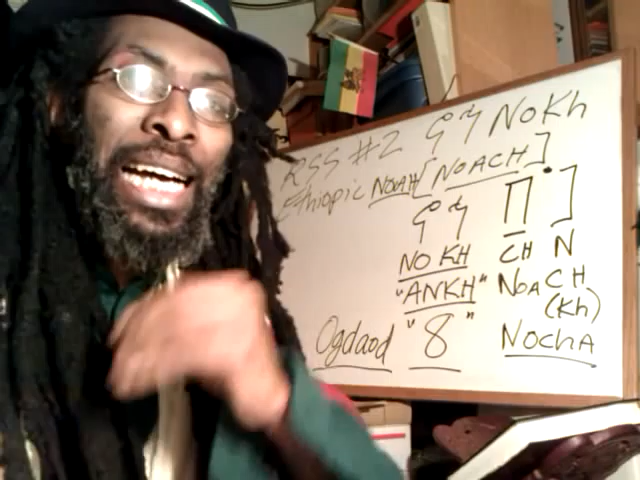 RSS #2 ኖኅ NOKh
Ethiopic NOAH [NOACH]
ኖኅ ח ]
NO KH CH N
"ANKH" NOACH
(Kh)
Ogdaod "8" NOCHA